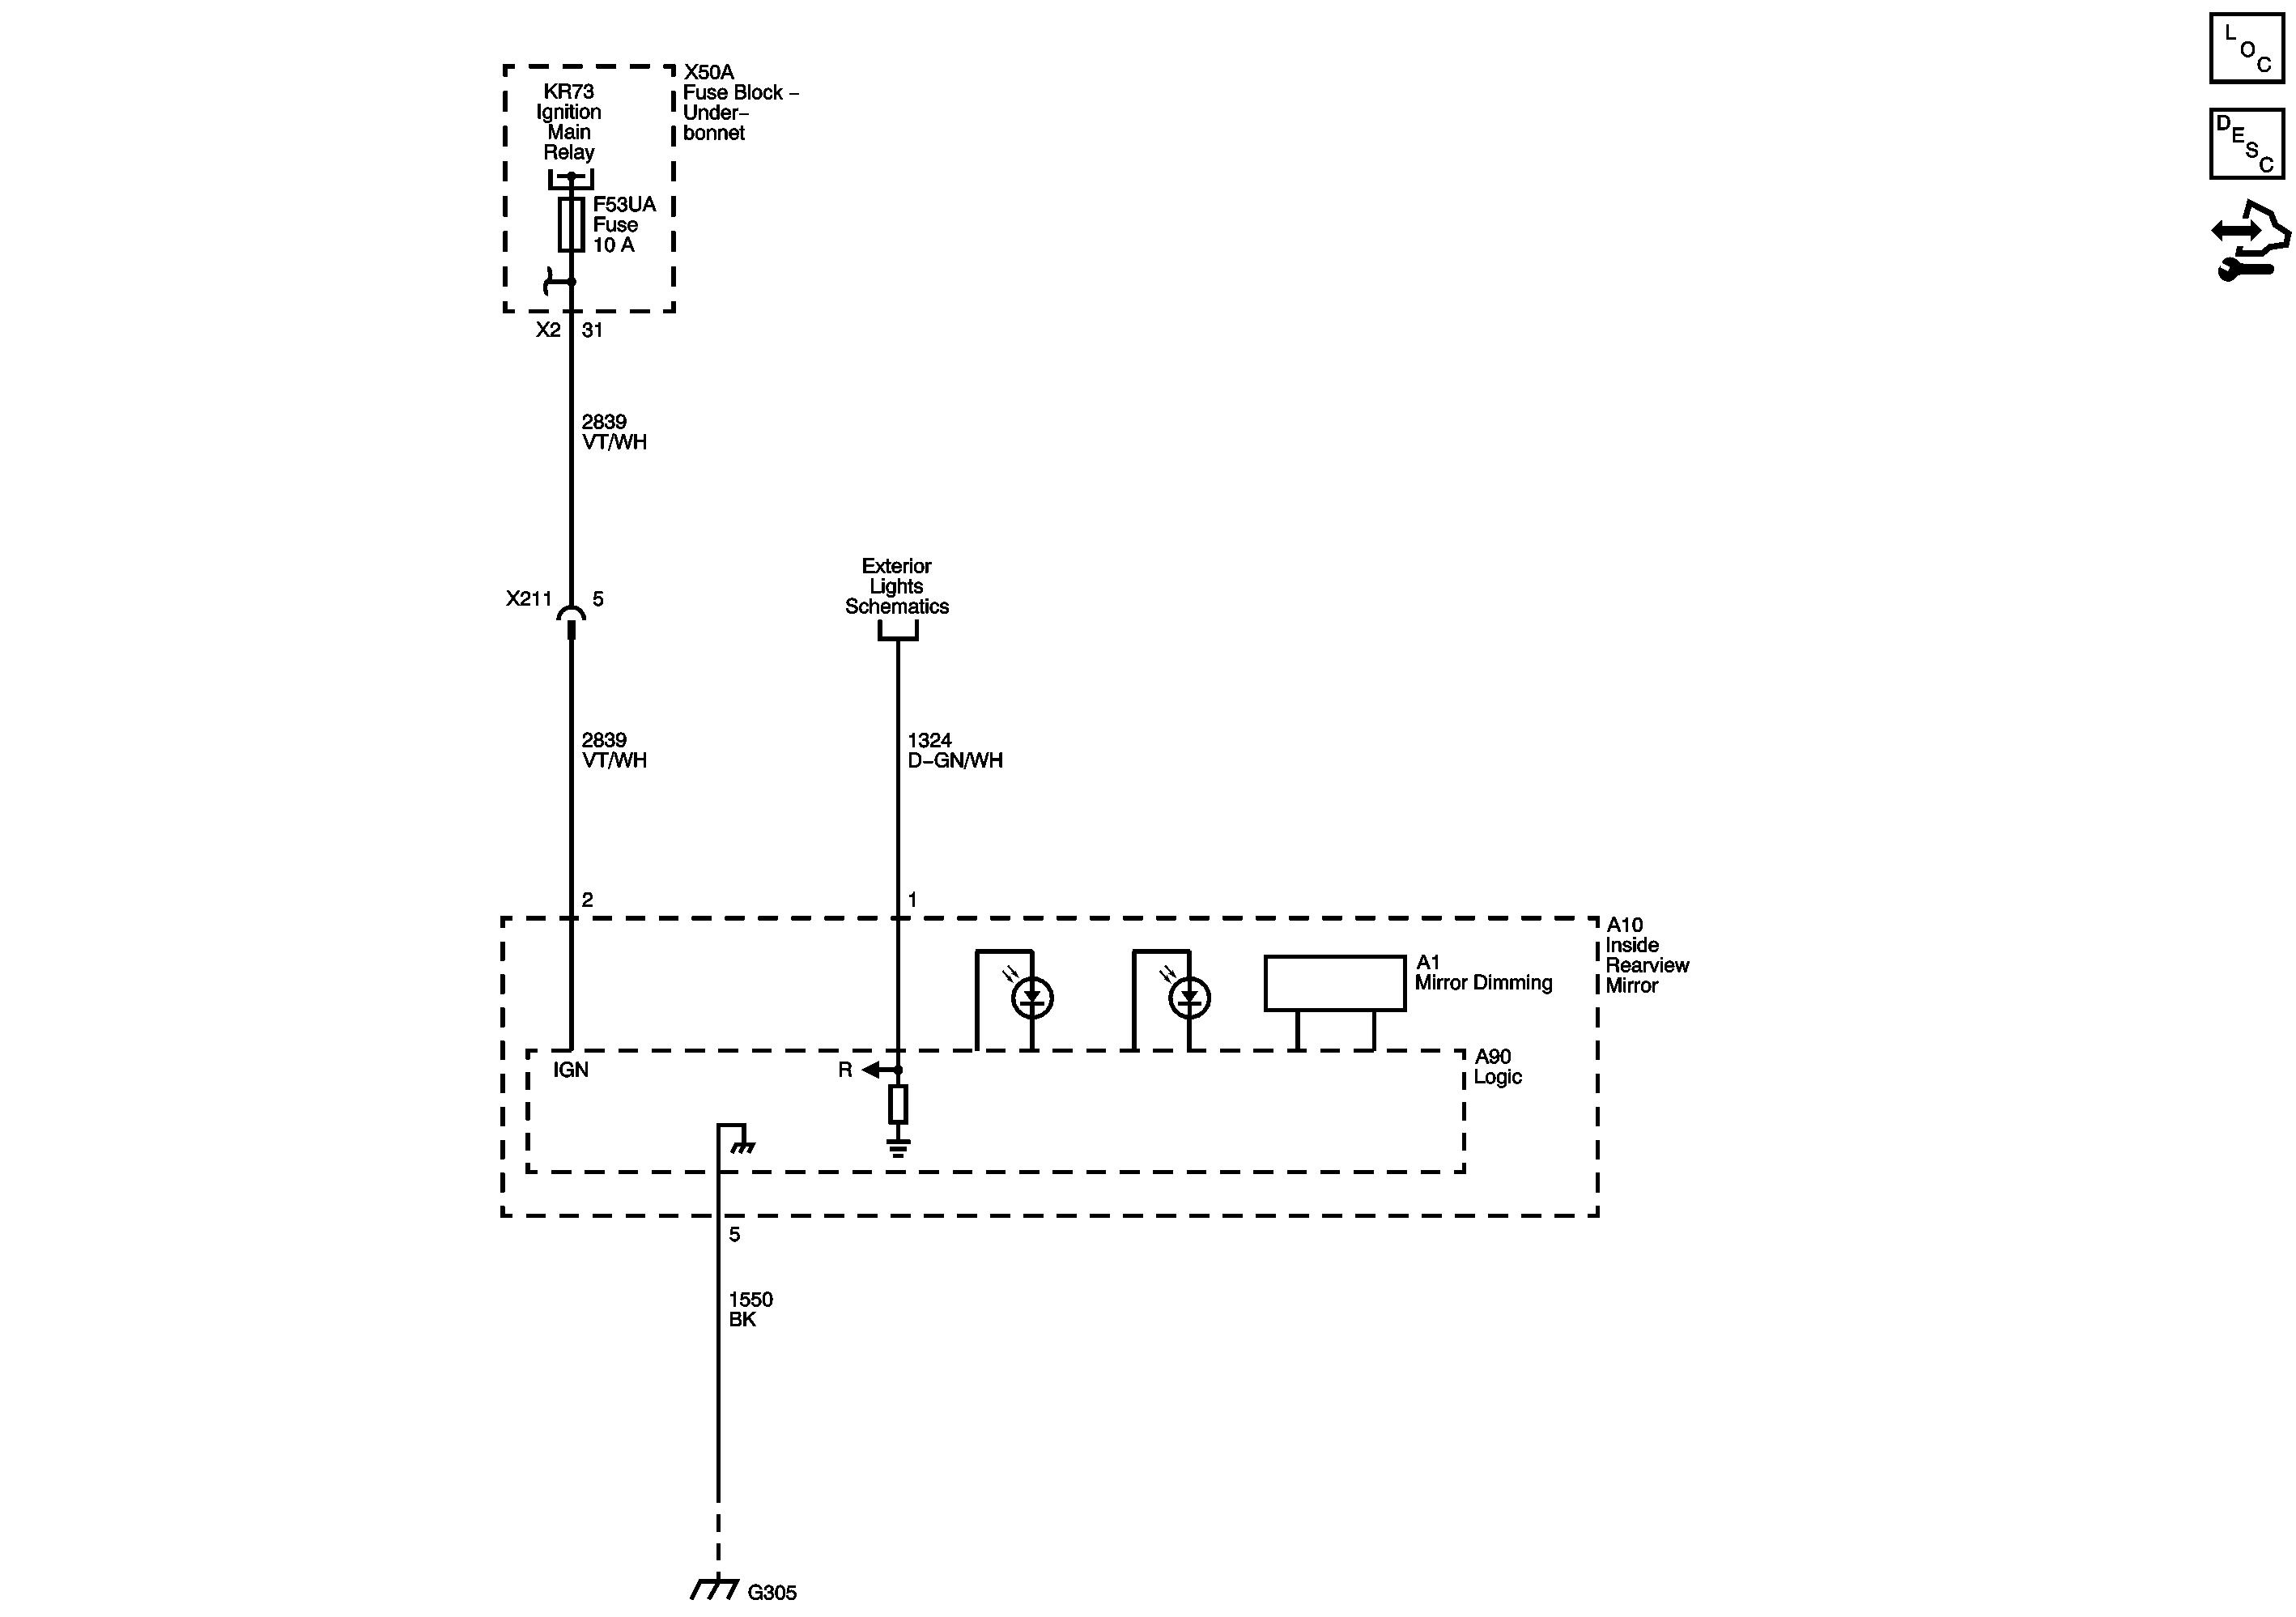 L
O
C
D
E
S
C
KR73
Ignition
Main
Relay
X50A
Fuse Block –
Under–
bonnet
F53UA
Fuse
10 A
X2 31
2839
VT/WH
X211 5
Exterior
Lights
Schematics
2839
VT/WH
1324
D–GN/WH
2
1
A10
Inside
Rearview
Mirror
A1
Mirror Dimming
A90
Logic
IGN
R
5
1550
BK
G305